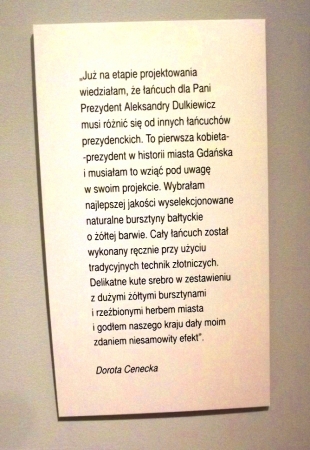 „Już na etapie projektowania
wiedziałam, że łańcuch dla Pani
Prezydent Aleksandry Dulkiewicz
musi różnić się od innych łańcuchów
prezydenckich. To pierwsza kobieta-
-prezydent w historii miasta Gdańska
i musiałam to wziąć pod uwagę
w swoim projekcie. Wybrałam
najlepszej jakości wyselekcjonowane
naturalne bursztyny bałtyckie
o żółtej barwie. Cały łańcuch został
wykonany ręcznie przy użyciu
tradycyjnych technik złotniczych.
Delikatne kute srebro w zestawieniu
z dużymi żółtymi bursztynami
i rzeźbionymi herbem miasta
i godłem naszego kraju dały moim
zdaniem niesamowity efekt”.
Dorota Cenecka